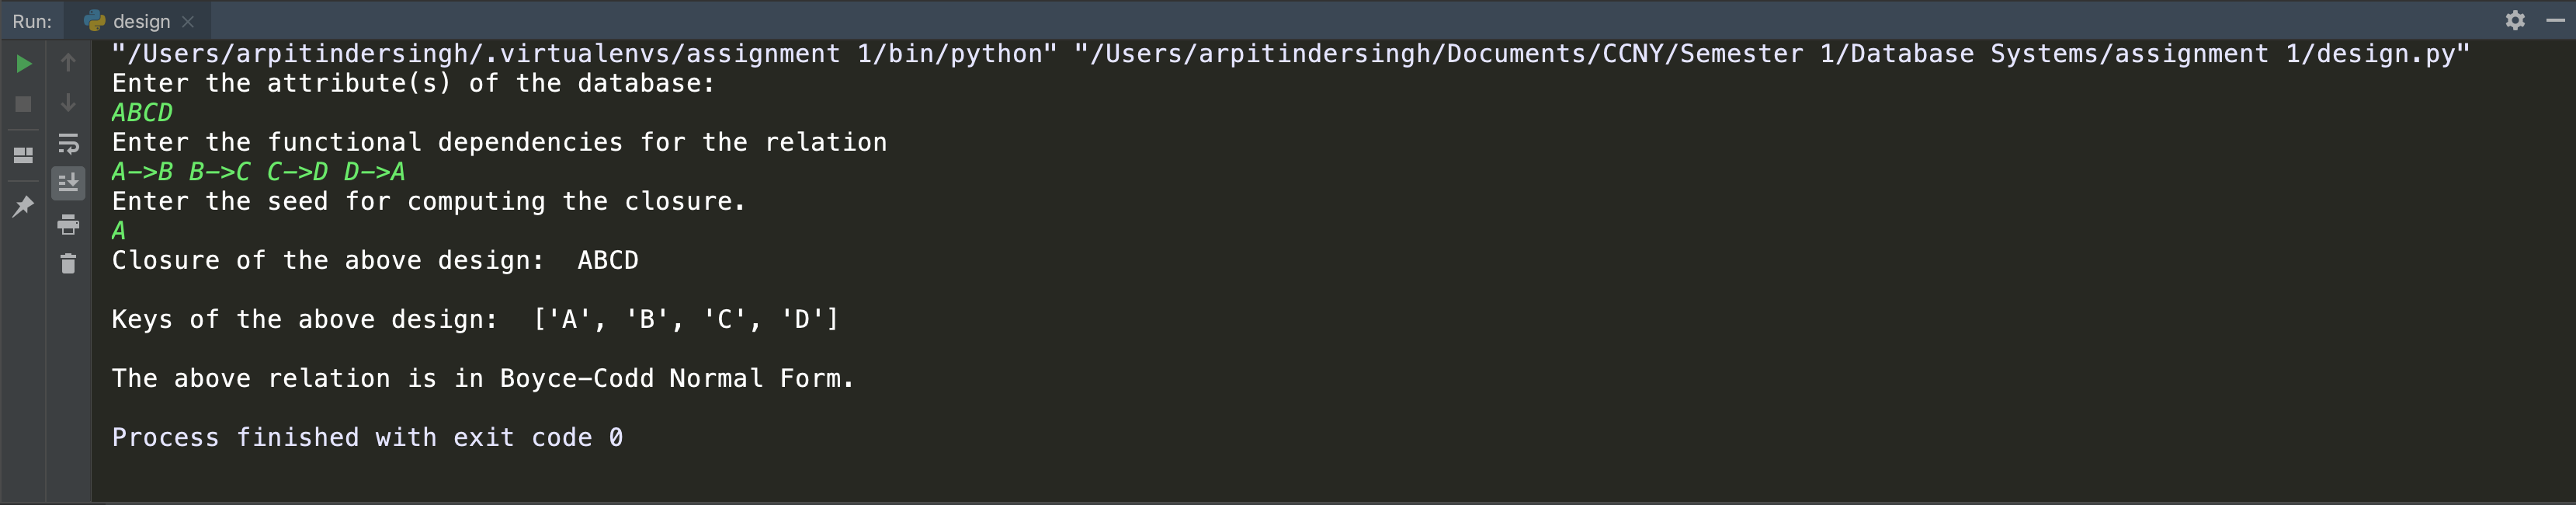 Run: design
"/Users/arpitindersingh/.virtualenvs/assignment 1/bin/python" "/Users/arpitindersingh/Documents/CCNY/Semester 1/Database Systems/assignment 1/design.py"
Enter the attribute(s) of the database:
ABCD
Enter the functional dependencies for the relation
A->B B->C C->D D->A
Enter the seed for computing the closure.
A
Closure of the above design:  ABCD
Keys of the above design:  ['A', 'B', 'C', 'D']
The above relation is in Boyce-Codd Normal Form.
Process finished with exit code 0